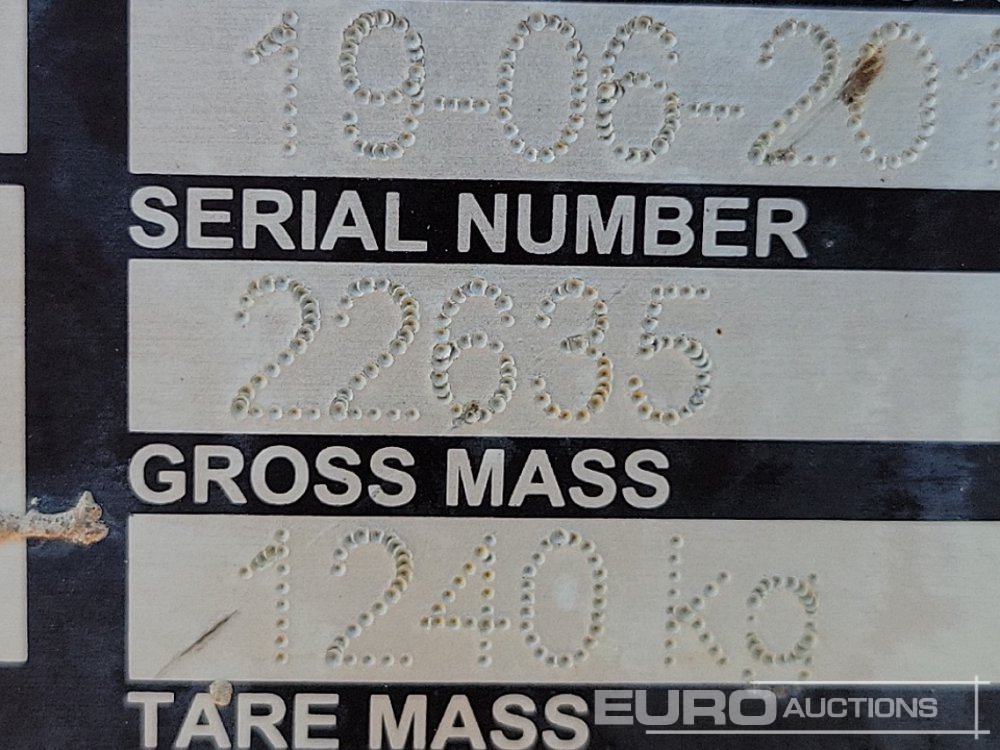 19-06-201
SERIAL NUMBER
22635
GROSS MASS
1240 kg
TARE MASS
EURO AUCTIONS